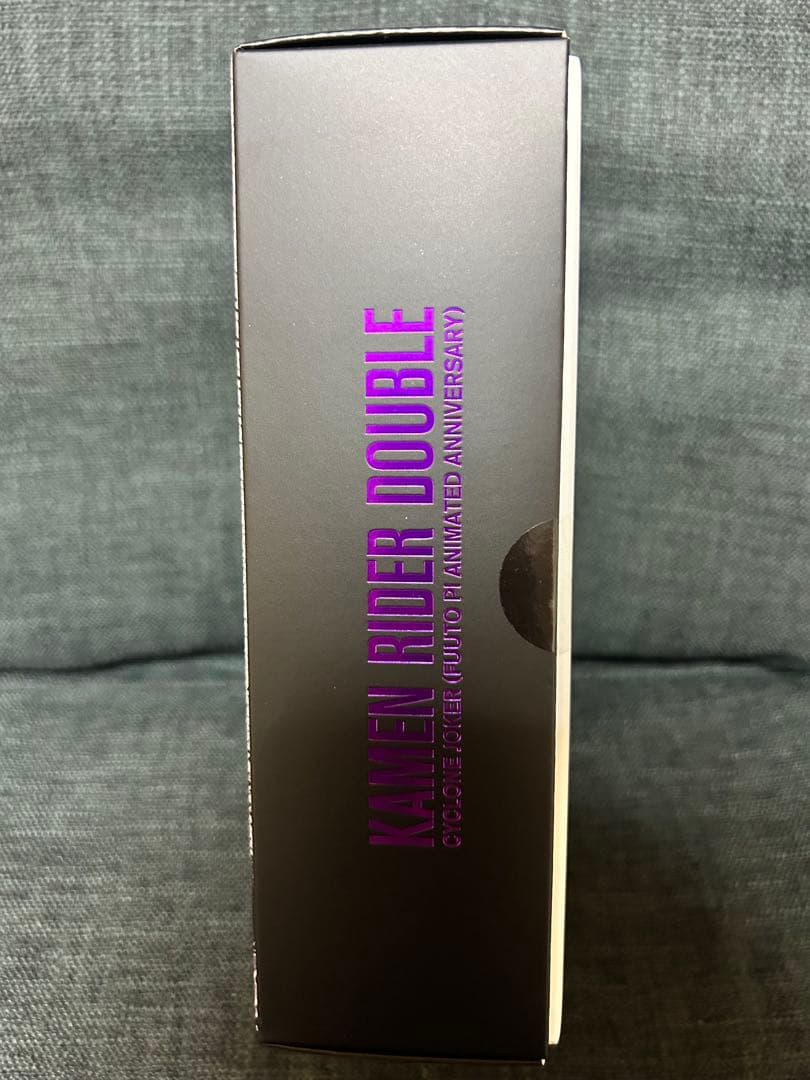 KAMEN RIDER DOUBLE
CYCLONE JOKER (FUUTO PI ANIMATED ANNIVERSARY)